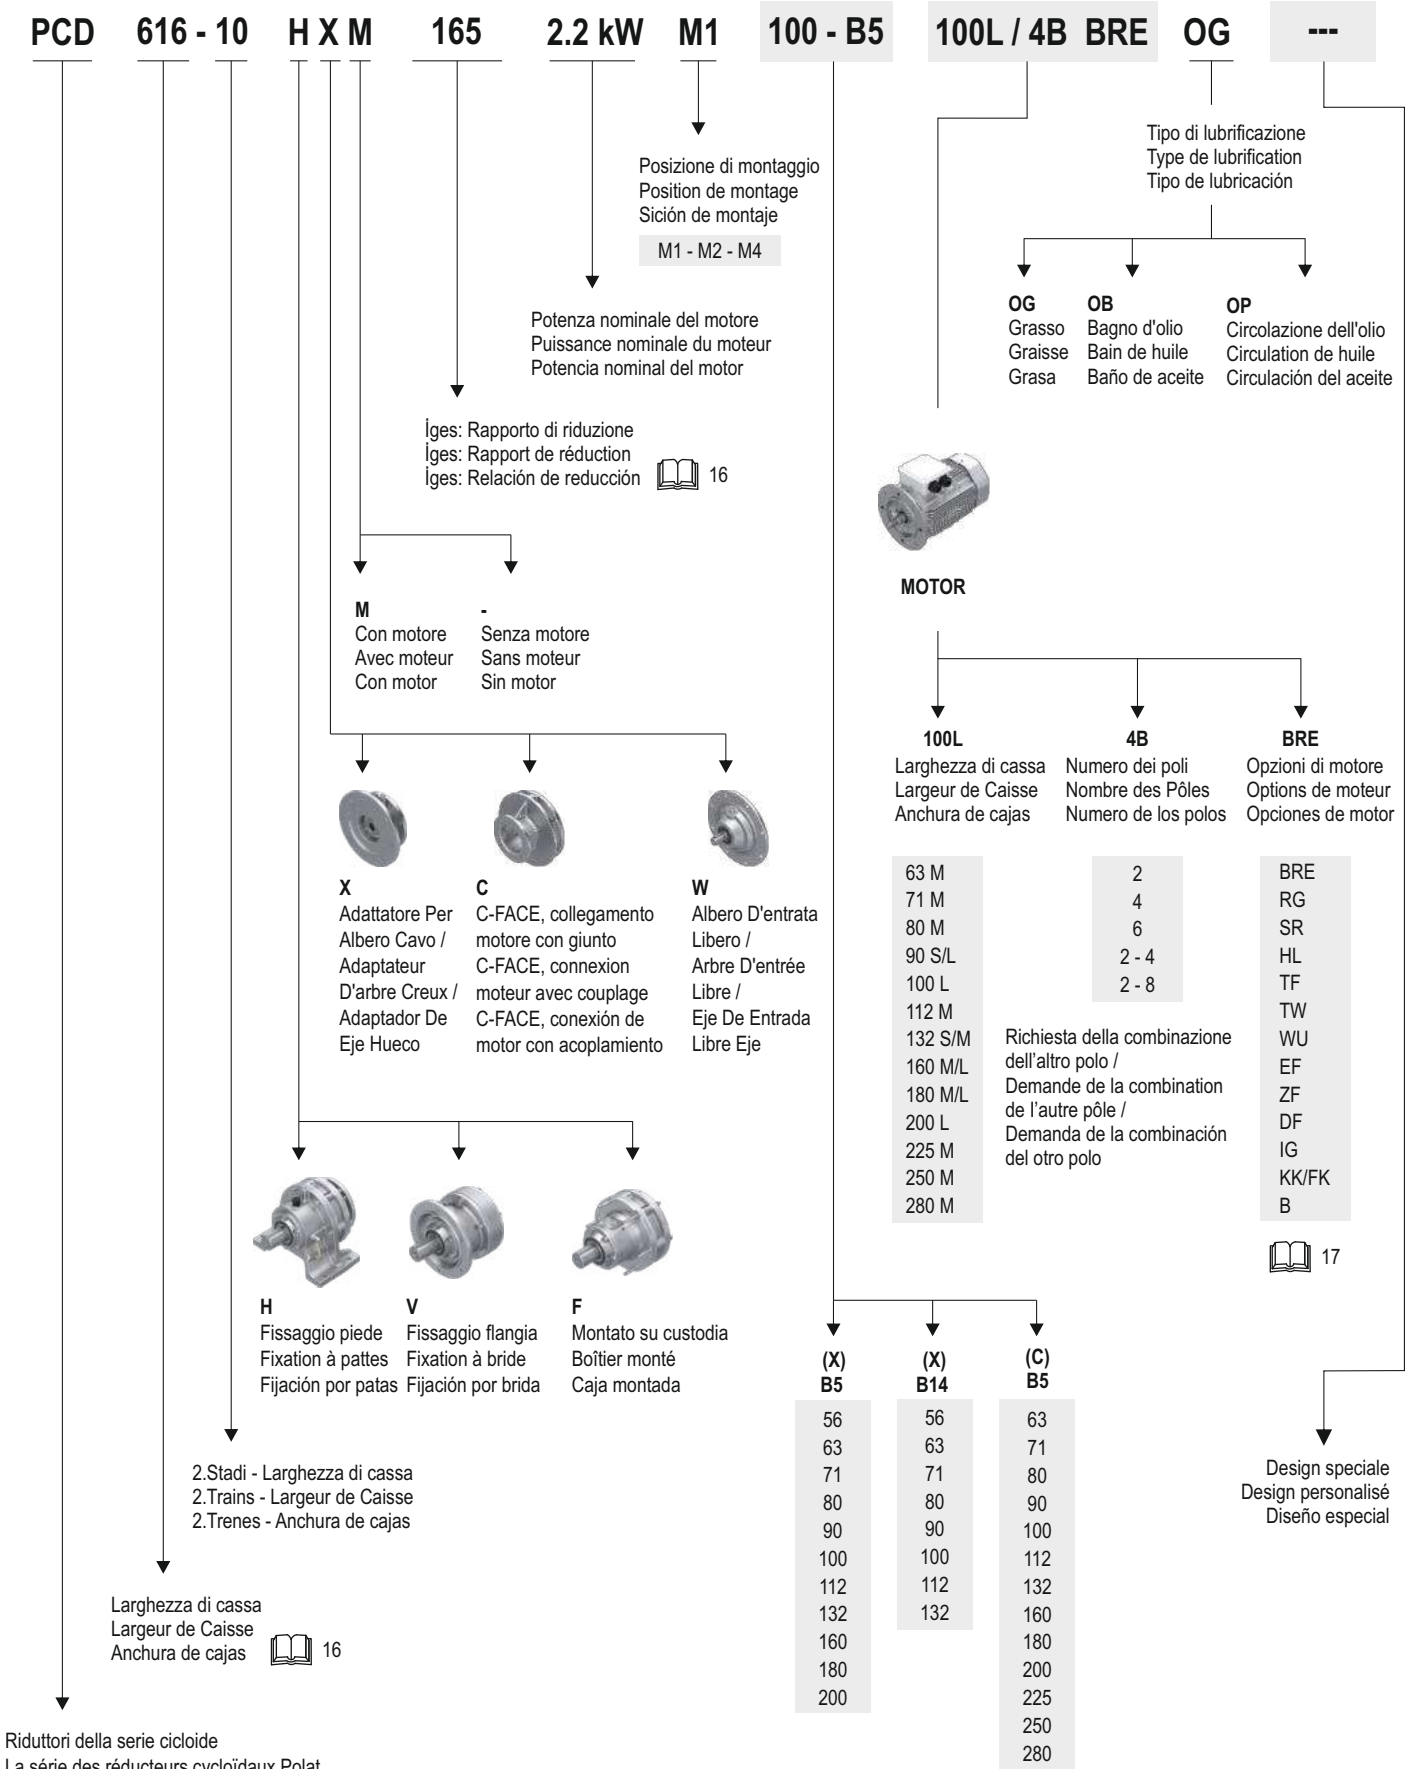 PCD 616 - 10 H X M 165 2.2 kW M1 100 - B5 100L / 4B BRE OG ---
Tipo di lubrificazione
Type de lubrification
Tipo de lubricación
Posizione di montaggio
Position de montage
Sición de montaje
M1 - M2 - M4
OG
Grasso
Graisse
Grasa
OB
Bagno d'olio
Bain de huile
Baño de aceite
OP
Circolazione dell'olio
Circulation de huile
Circulación del aceite
Potenza nominale del motore
Puissance nominale du moteur
Potencia nominal del motor
İges: Rapporto di riduzione
İges: Rapport de réduction
İges: Relación de reducción 16
MOTOR
M
Con motore
Avec moteur
Con motor
-
Senza motore
Sans moteur
Sin motor
100L
Larghezza di cassa
Largeur de Caisse
Anchura de cajas
63 M
71 M
80 M
90 S/L
100 L
112 M
132 S/M
160 M/L
180 M/L
200 L
225 M
250 M
280 M
4B
Numero dei poli
Nombre des Pôles
Numero de los polos
2
4
6
2 - 4
2 - 8
Richiesta della combinazione
dell'altro polo /
Demande de la combination
de l'autre pôle /
Demanda de la combinación
del otro polo
BRE
Opzioni di motore
Options de moteur
Opciones de motor
BRE
RG
SR
HL
TF
TW
WU
EF
ZF
DF
IG
KK/FK
B
17
X
Adattatore Per
Albero Cavo /
Adaptateur
D'arbre Creux /
Adaptador De
Eje Hueco
C
C-FACE, collegamento
motore con giunto
C-FACE, connexion
moteur avec couplage
C-FACE, conexión de
motor con acoplamiento
W
Albero D'entrata
Libero /
Arbre D'entrée
Libre /
Eje De Entrada
Libre Eje
H
Fissaggio piede
Fixation à pattes
Fijación por patas
V
Fissaggio flangia
Fixation à bride
Fijación por brida
F
Montato su custodia
Boîtier monté
Caja montada
(X)
B5
56
63
71
80
90
100
112
132
160
180
200
(X)
B14
56
63
71
80
90
100
112
132
(C)
B5
63
71
80
90
100
112
132
160
180
200
225
250
280
Design speciale
Design personalisé
Diseño especial
2.Stadi - Larghezza di cassa
2.Trains - Largeur de Caisse
2.Trenes - Anchura de cajas
Larghezza di cassa
Largeur de Caisse
Anchura de cajas 16
Riduttori della serie cicloide
La série des réducteurs cycloïdaux Polat